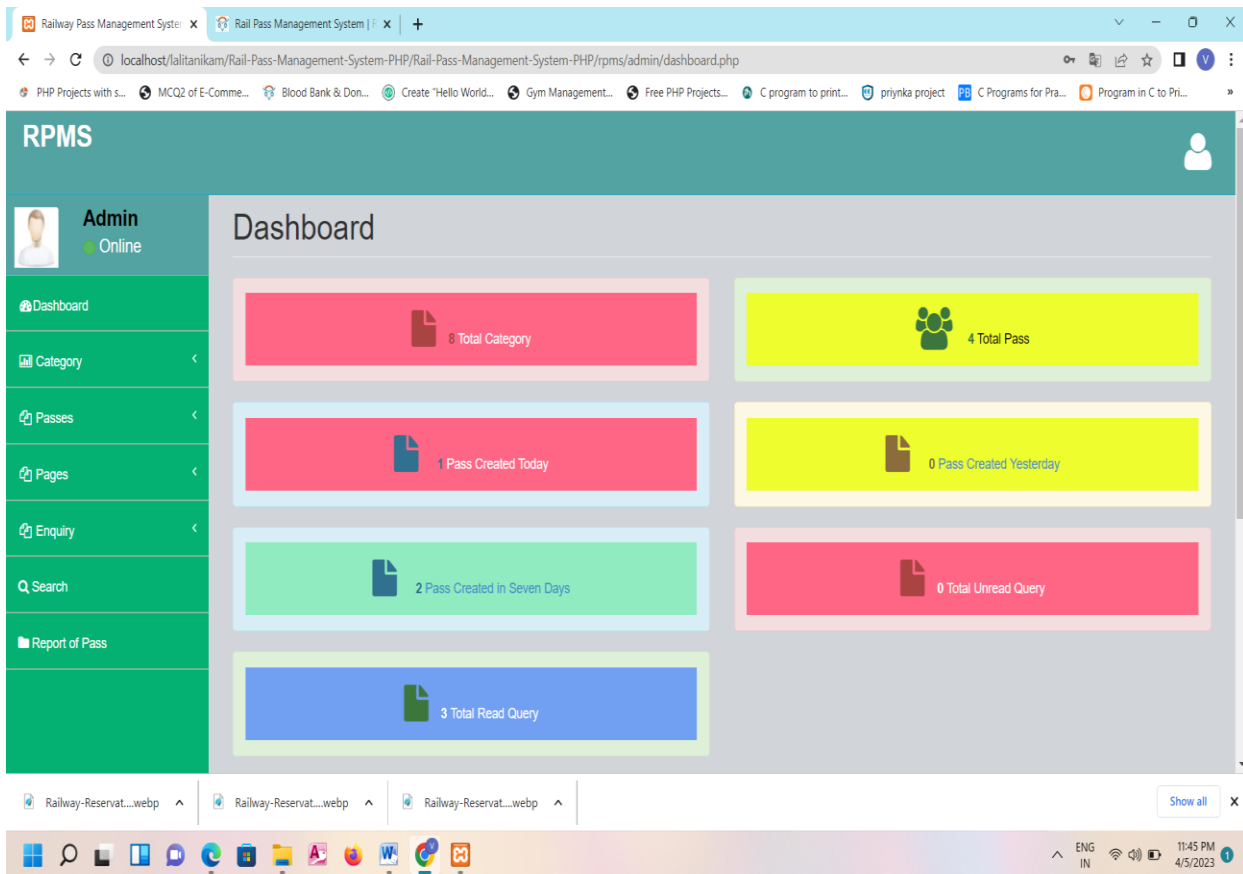 Railway Pass Management Syster
Rail Pass Management System | F
localhost/lalitanikam/Rail-Pass-Management-System-PHP/Rail-Pass-Management-System-PHP/rpms/admin/dashboard.php
V
PHP Projects with s...
MCQ2 of E-Comme...
Blood Bank & Don...
Create "Hello World...
Gym Management...
Free PHP Projects...
C program to print...
priynka project
PB C Programs for Pra...
Program in C to Pri...
»
RPMS
Admin
Online
Dashboard
Category
Passes
Pages
Enquiry
Search
Report of Pass
Dashboard
8 Total Category
4 Total Pass
1 Pass Created Today
0 Pass Created Yesterday
2 Pass Created in Seven Days
0 Total Unread Query
3 Total Read Query
Railway-Reservat....webp
Railway-Reservat....webp
Railway-Reservat....webp
Show all
ENG
IN
11:45 PM
4/5/2023
1